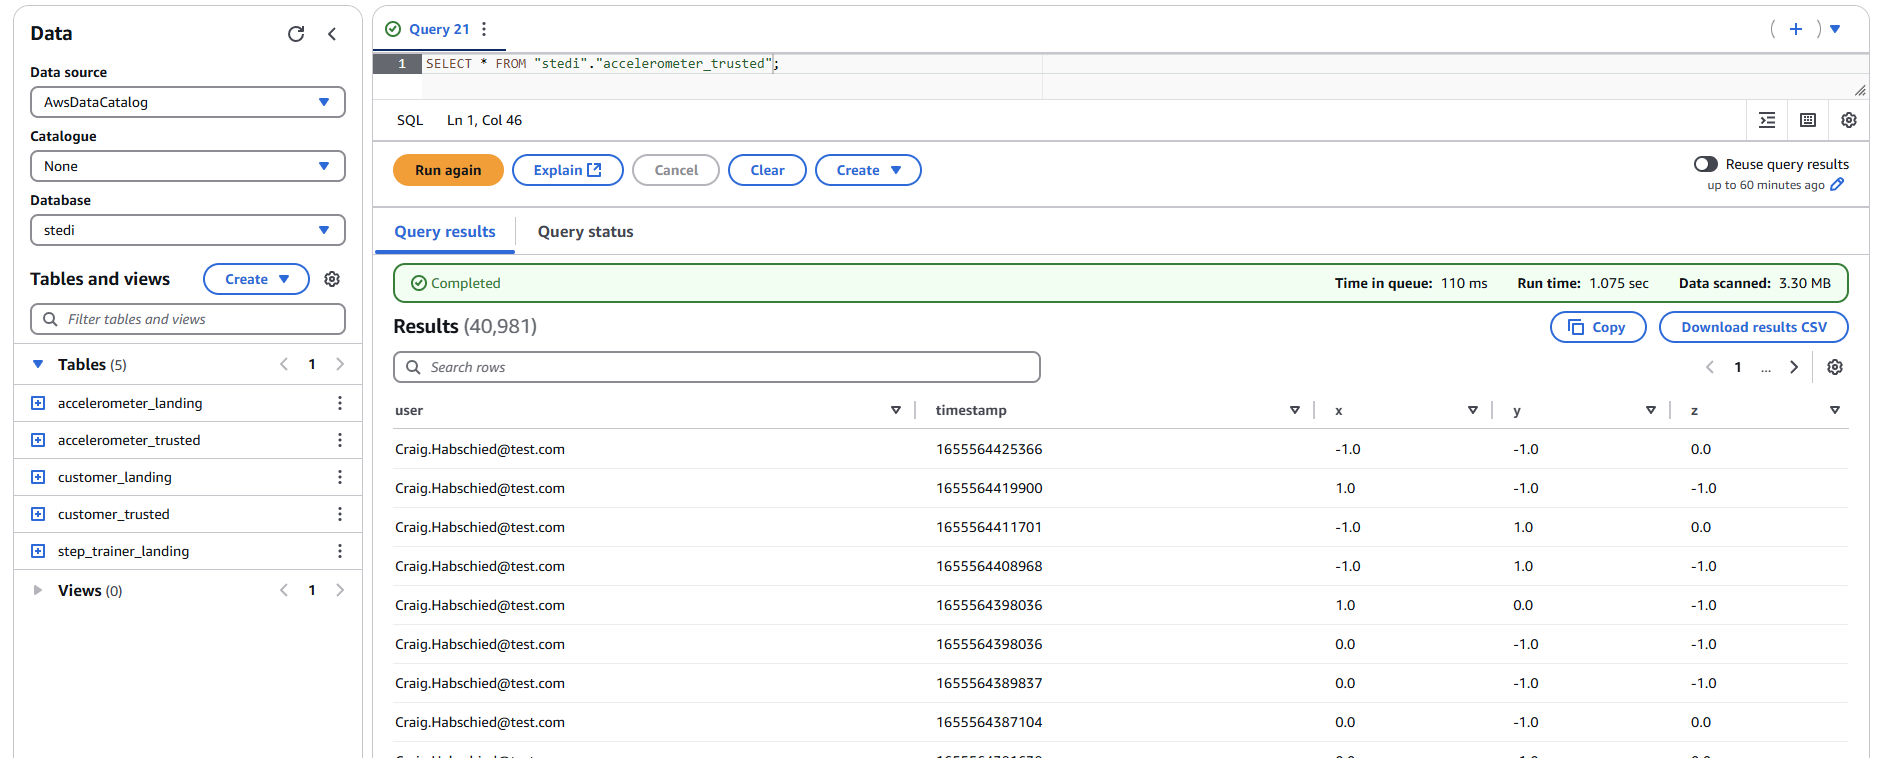 Data
Data source
AwsDataCatalog
Catalogue
None
Database
stedi
Tables and views
Create
Filter tables and views
Tables (5)
1
accelerometer_landing
accelerometer_trusted
customer_landing
customer_trusted
step_trainer_landing
Views (0)
1
Query 21
1 SELECT * FROM "stedi"."accelerometer_trusted";
SQL Ln 1, Col 46
Run again Explain Cancel Clear Create
Reuse query results
up to 60 minutes ago
Query results Query status
Completed Time in queue: 110 ms Run time: 1.075 sec Data scanned: 3.30 MB
Results (40,981)
Copy Download results CSV
Search rows
1 ...
user timestamp x y z
Craig.Habschied@test.com 1655564425366 -1.0 -1.0 0.0
Craig.Habschied@test.com 1655564419900 1.0 -1.0 -1.0
Craig.Habschied@test.com 1655564411701 -1.0 1.0 0.0
Craig.Habschied@test.com 1655564408968 -1.0 1.0 -1.0
Craig.Habschied@test.com 1655564398036 1.0 0.0 -1.0
Craig.Habschied@test.com 1655564398036 0.0 -1.0 -1.0
Craig.Habschied@test.com 1655564389837 0.0 -1.0 -1.0
Craig.Habschied@test.com 1655564387104 0.0 -1.0 0.0